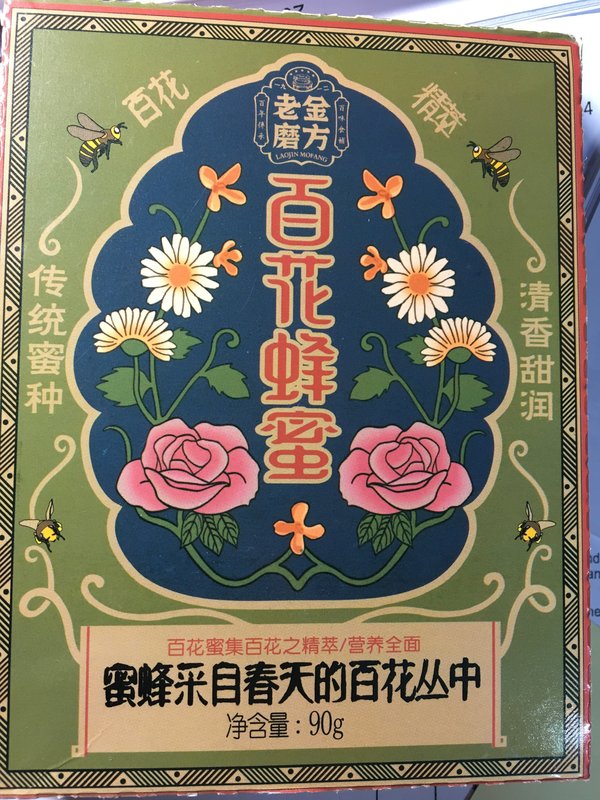 百花
精萃
老金
磨方
百年传承
百味食补
LAOJIN MOFANG
百花蜂蜜
传统蜜种
清香甜润
百花蜜集百花之精萃/营养全面
蜜蜂采自春天的百花丛中
净含量：90g